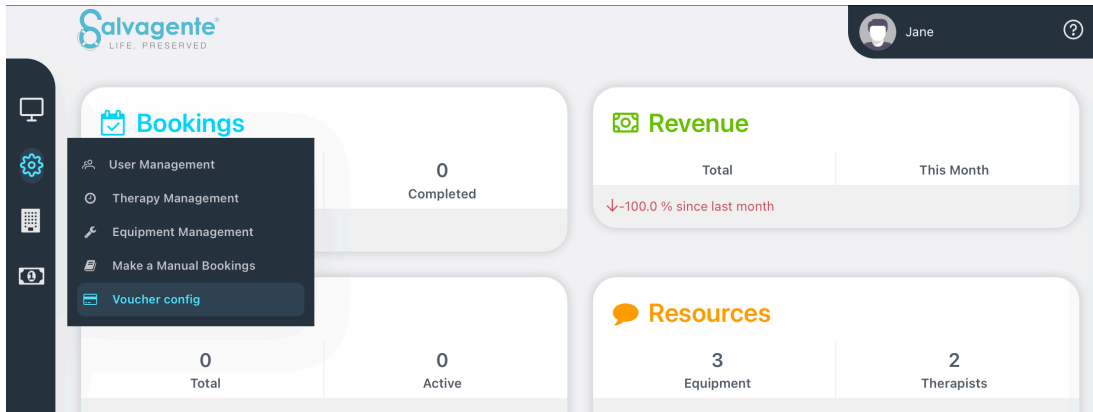 Salvagente®
LIFE. PRESERVED
Jane
Bookings
User Management
Therapy Management
Equipment Management
Make a Manual Bookings
Voucher config
0
Completed
Revenue
Total
This Month
-100.0 % since last month
0
Total
0
Active
Resources
3
Equipment
2
Therapists